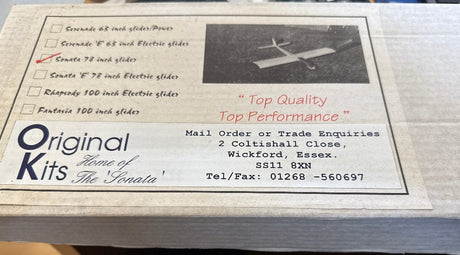 Serenade 68 inch glider/Power
Serenade 'E' 68 inch Electric glider
Sonata 78 inch glider
Sonata 'E' 78 inch Electric glider
Rhapsody 100 inch Electric glider
Fantasia 100 inch glider
" Top Quality
Top Performance "
Original
Kits
Home of
The 'Sonata'
Mail Order or Trade Enquiries
2 Coltishall Close,
Wickford, Essex.
SS11 8XN
Tel/Fax: 01268 -560697